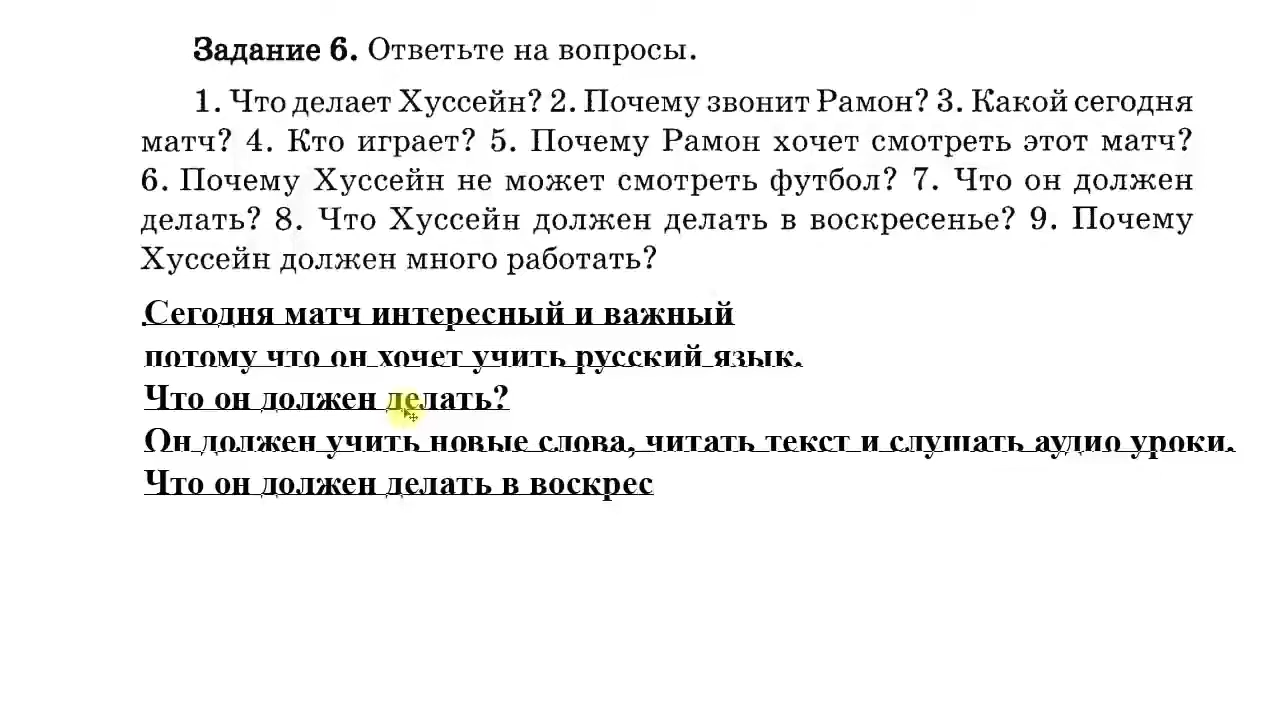 Задание 6. Ответьте на вопросы.
1. Что делает Хуссейн? 2. Почему звонит Рамон? 3. Какой сегодня
матч? 4. Кто играет? 5. Почему Рамон хочет смотреть этот матч?
6. Почему Хуссейн не может смотреть футбол? 7. Что он должен
делать? 8. Что Хуссейн должен делать в воскресенье? 9. Почему
Хуссейн должен много работать?
Сегодня матч интересный и важный
потому что он хочет учить русский язык.
Что он должен делать?
Он должен учить новые слова, читать текст и слушать аудио уроки.
Что он должен делать в воскрес